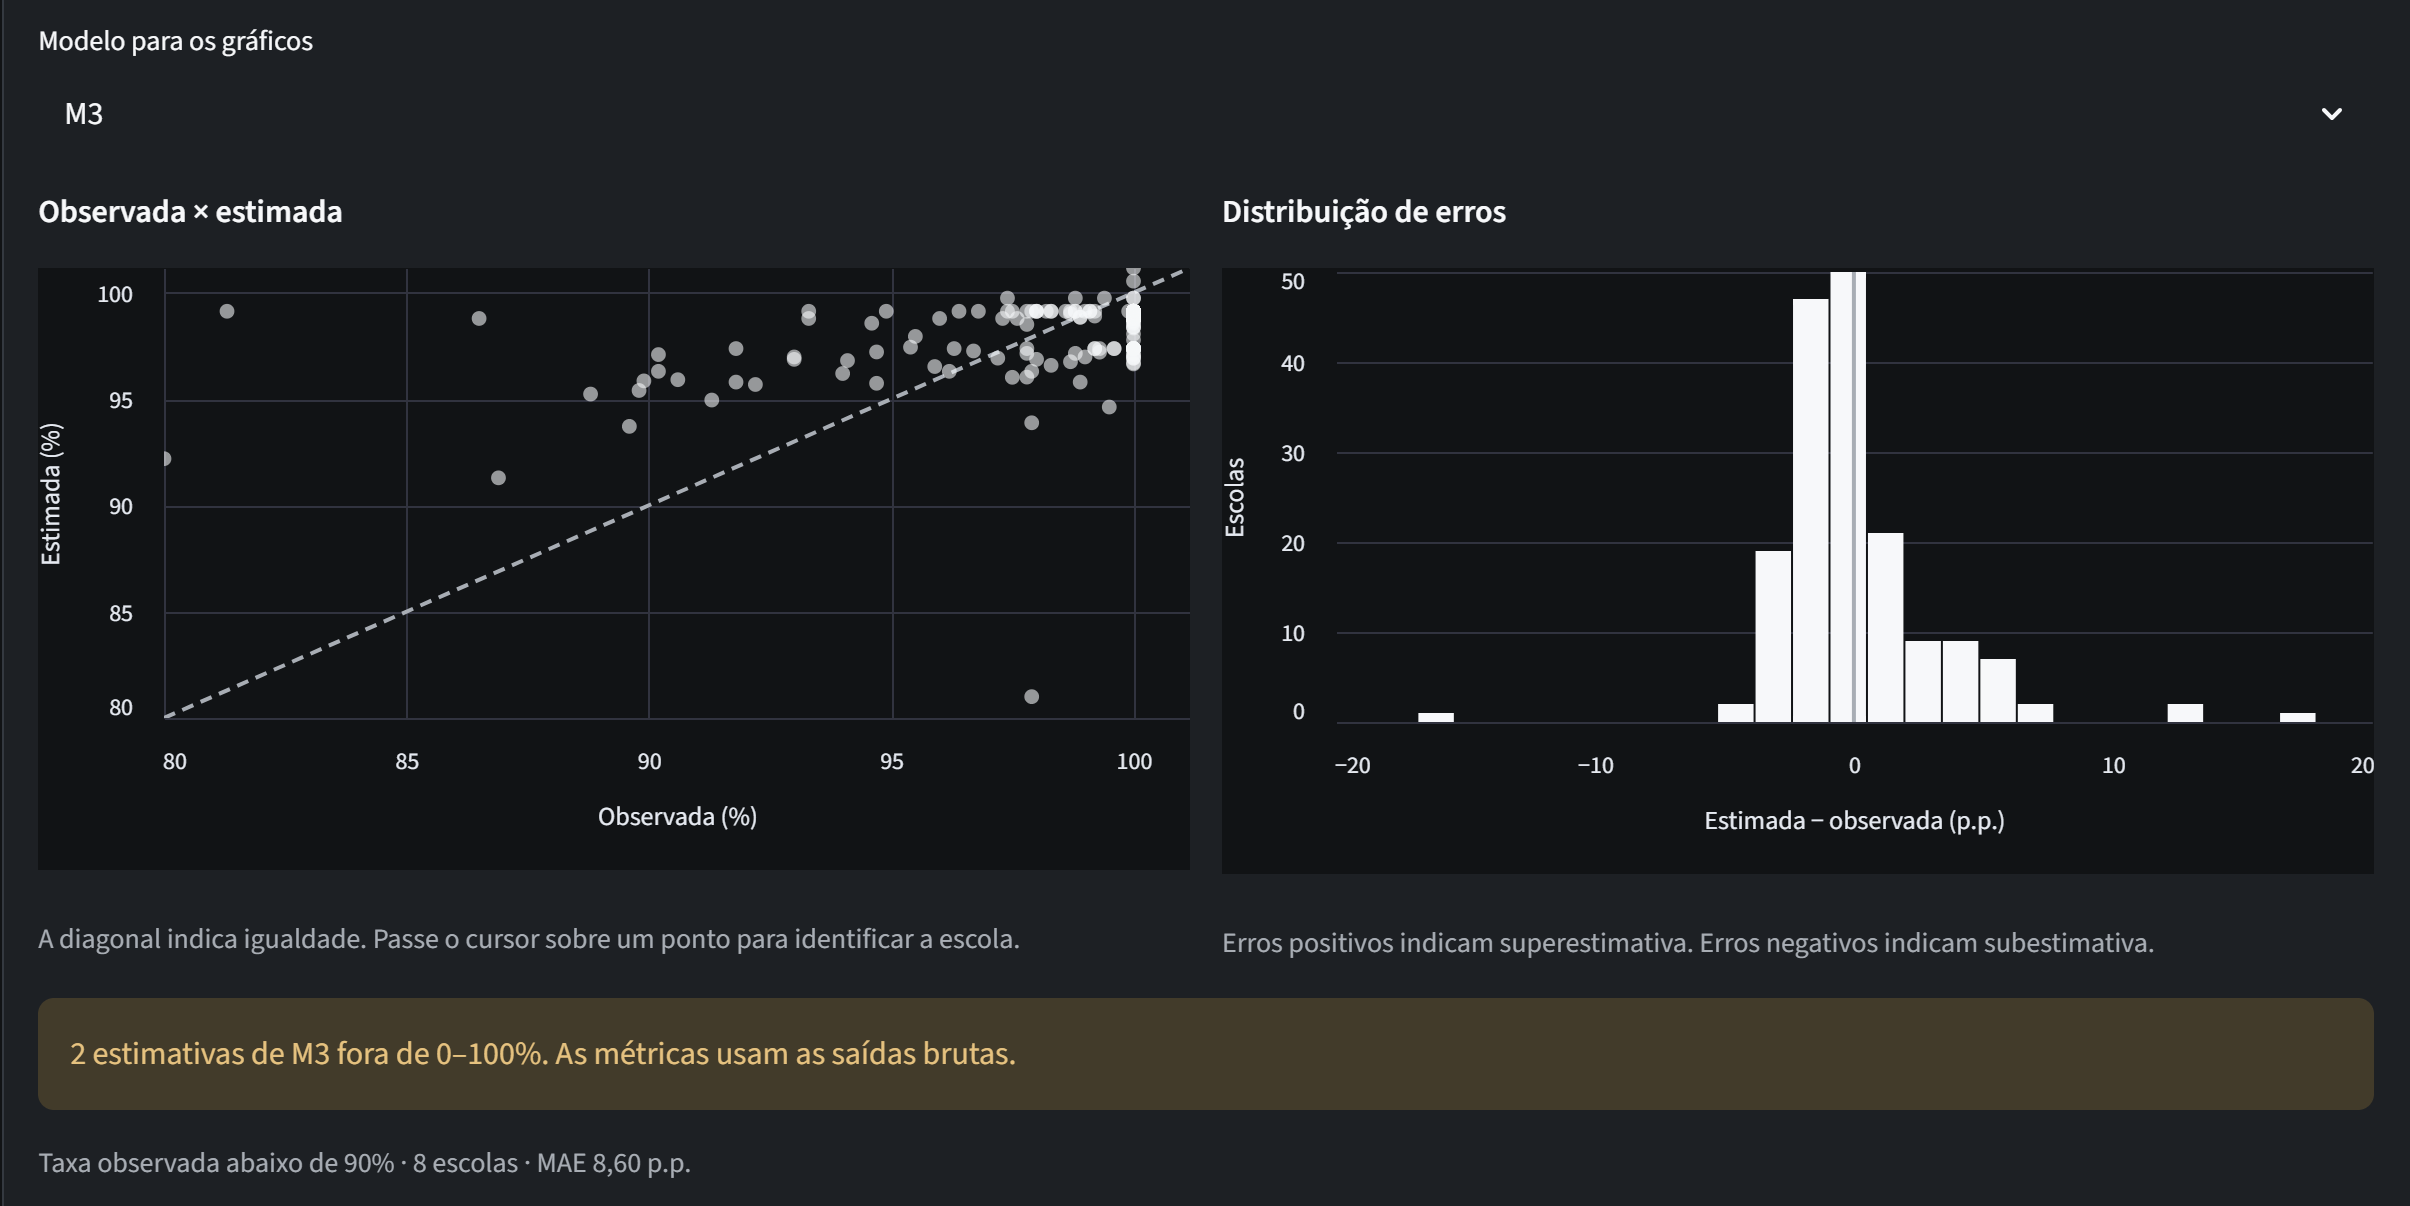 Modelo para os gráficos
M3
Observada × estimada
100
95
90
85
80
Estimada (%)
80
85
90
95
100
Observada (%)
A diagonal indica igualdade. Passe o cursor sobre um ponto para identificar a escola.
Distribuição de erros
50
40
30
20
10
0
Escolas
−20
−10
0
10
20
Estimada − observada (p.p.)
Erros positivos indicam superestimativa. Erros negativos indicam subestimativa.
2 estimativas de M3 fora de 0–100%. As métricas usam as saídas brutas.
Taxa observada abaixo de 90% · 8 escolas · MAE 8,60 p.p.